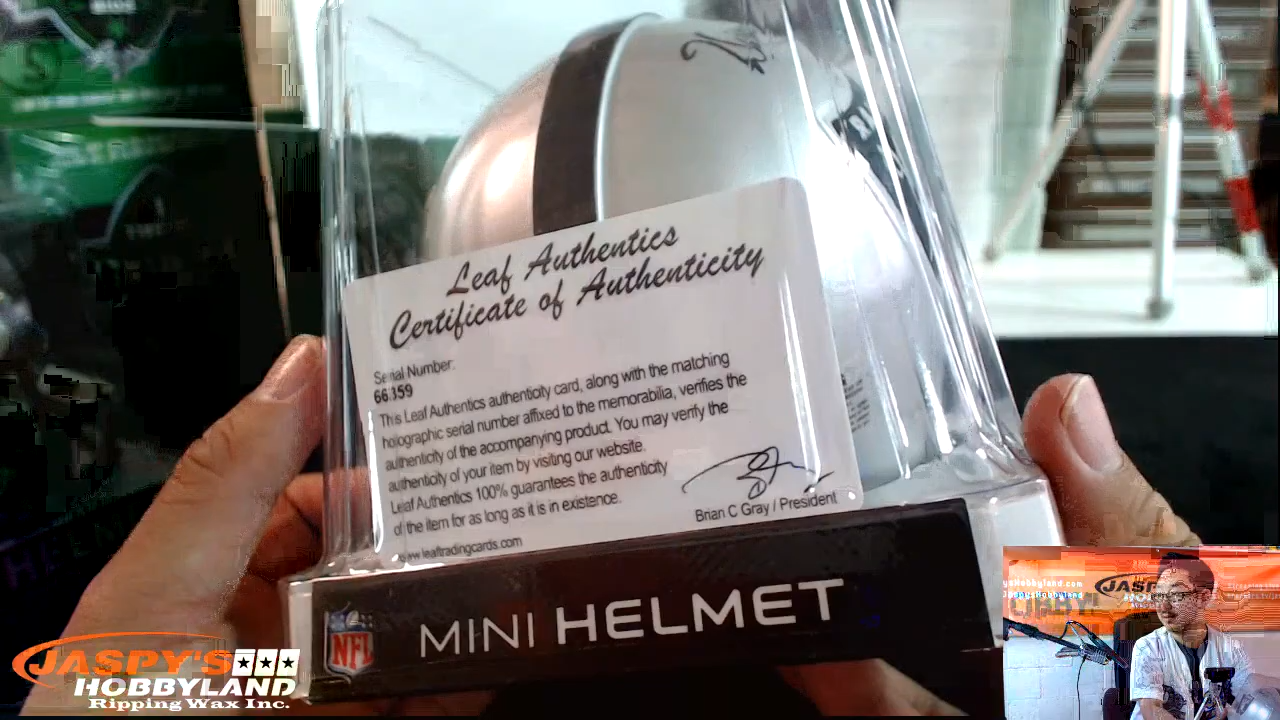 Leaf Authentics
Certificate of Authenticity
Serial Number:
66359
This Leaf Authentics authenticity card, along with the matching
holographic serial number affixed to the memorabilia, verifies the
authenticity of the accompanying product. You may verify the
authenticity of your item by visiting our website.
Leaf Authentics 100% guarantees the authenticity
of the item for as long as it is in existence.
Brian C Gray / President
www.leaftradingcards.com
NFL
MINI HELMET
JASPY'S
HOBBYLAND
Ripping Wax Inc.